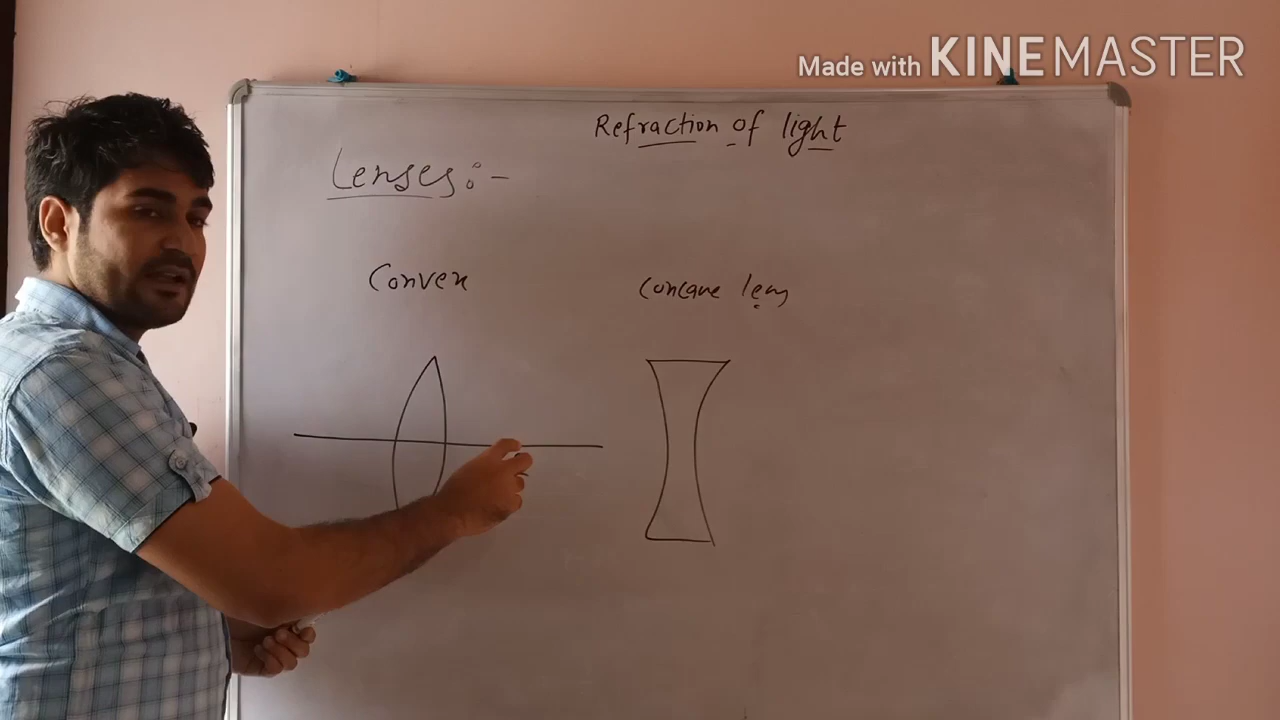 Made with KINEMASTER
Refraction of light
Lenses:-
Convex
Concave lens